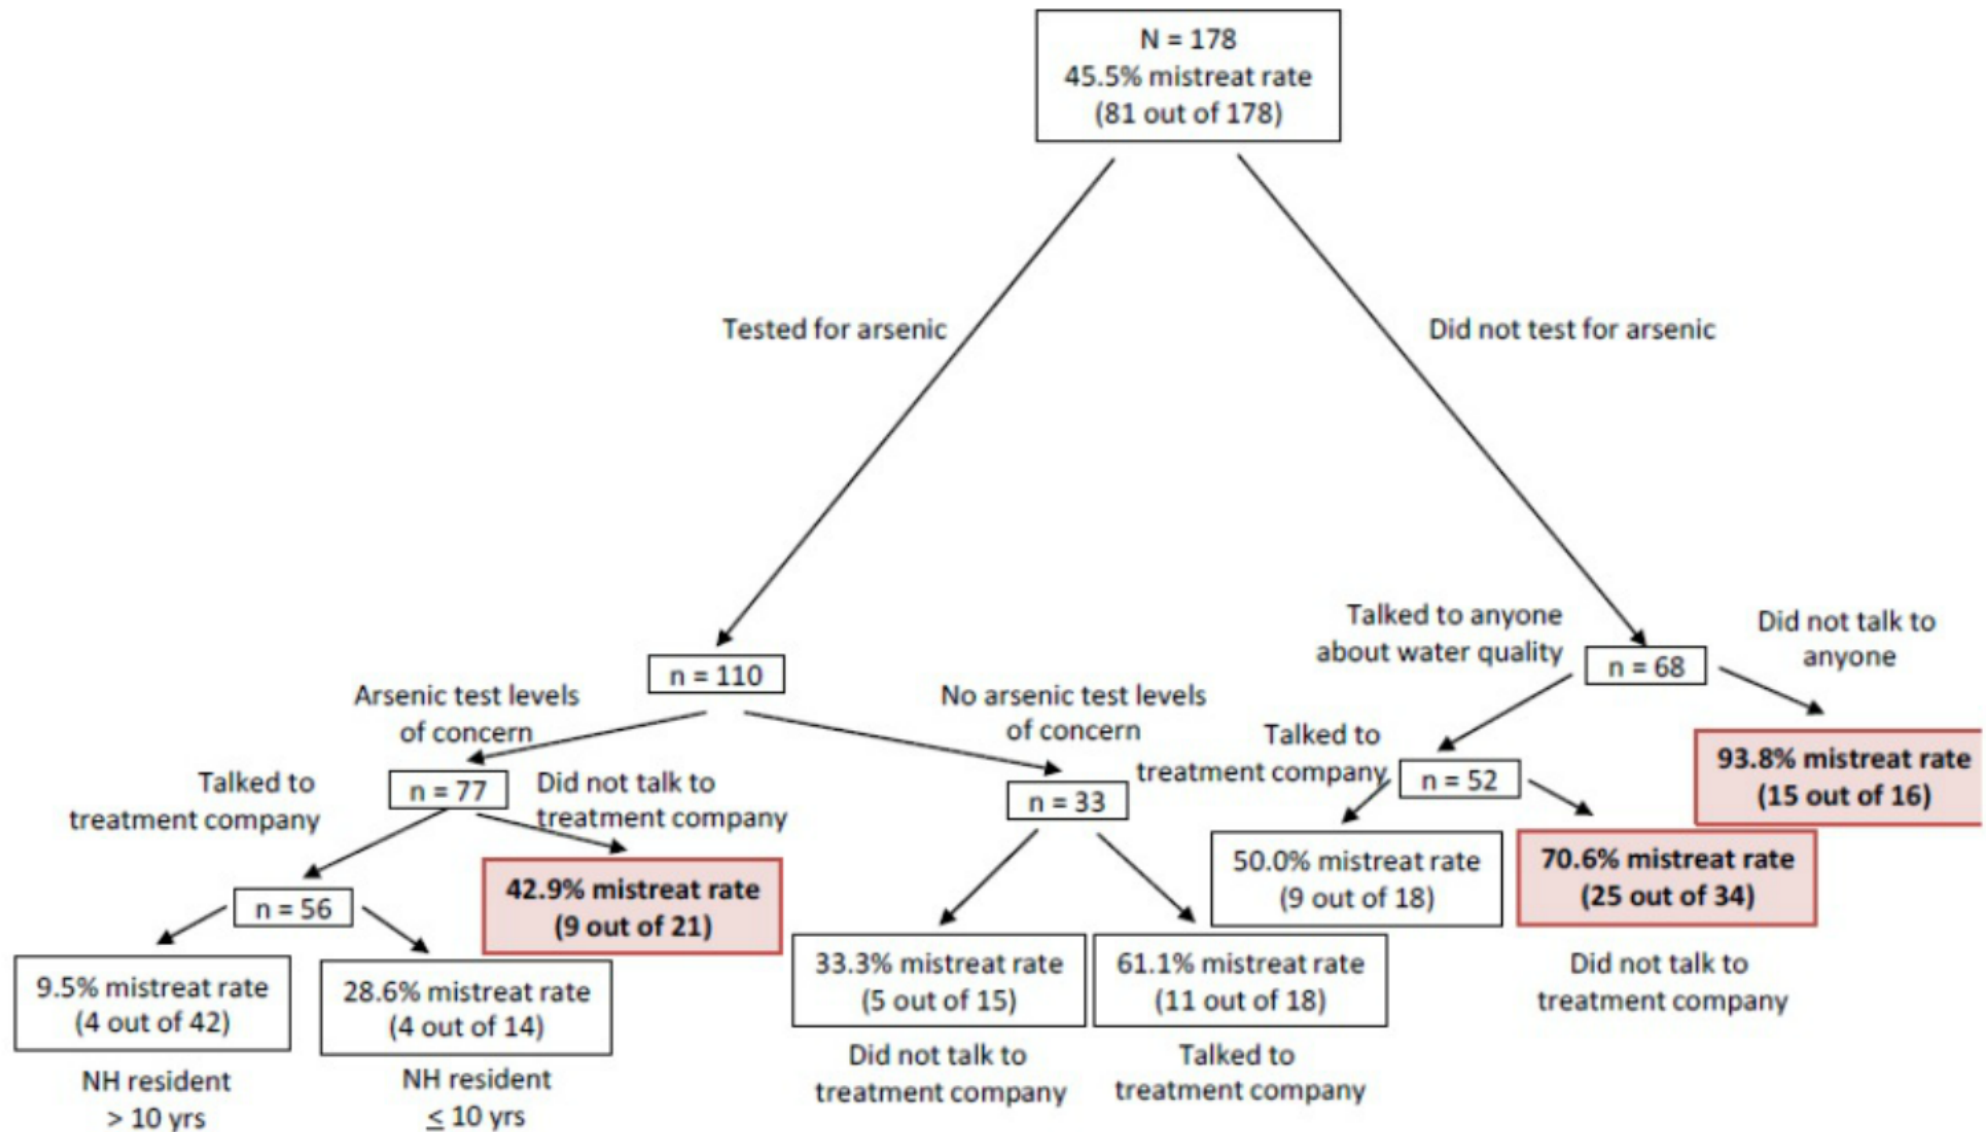 N = 178
45.5% mistreat rate
(81 out of 178)
Tested for arsenic
Did not test for arsenic
Talked to anyone
about water quality
n = 68
Did not talk to
anyone
n = 110
Arsenic test levels
of concern
No arsenic test levels
of concern
Talked to
treatment company
n = 52
93.8% mistreat rate
(15 out of 16)
Talked to
treatment company
n = 77
Did not talk to
treatment company
n = 33
50.0% mistreat rate
(9 out of 18)
70.6% mistreat rate
(25 out of 34)
Did not talk to
treatment company
n = 56
42.9% mistreat rate
(9 out of 21)
33.3% mistreat rate
(5 out of 15)
61.1% mistreat rate
(11 out of 18)
9.5% mistreat rate
(4 out of 42)
28.6% mistreat rate
(4 out of 14)
Did not talk to
treatment company
Talked to
treatment company
NH resident
> 10 yrs
NH resident
≤ 10 yrs